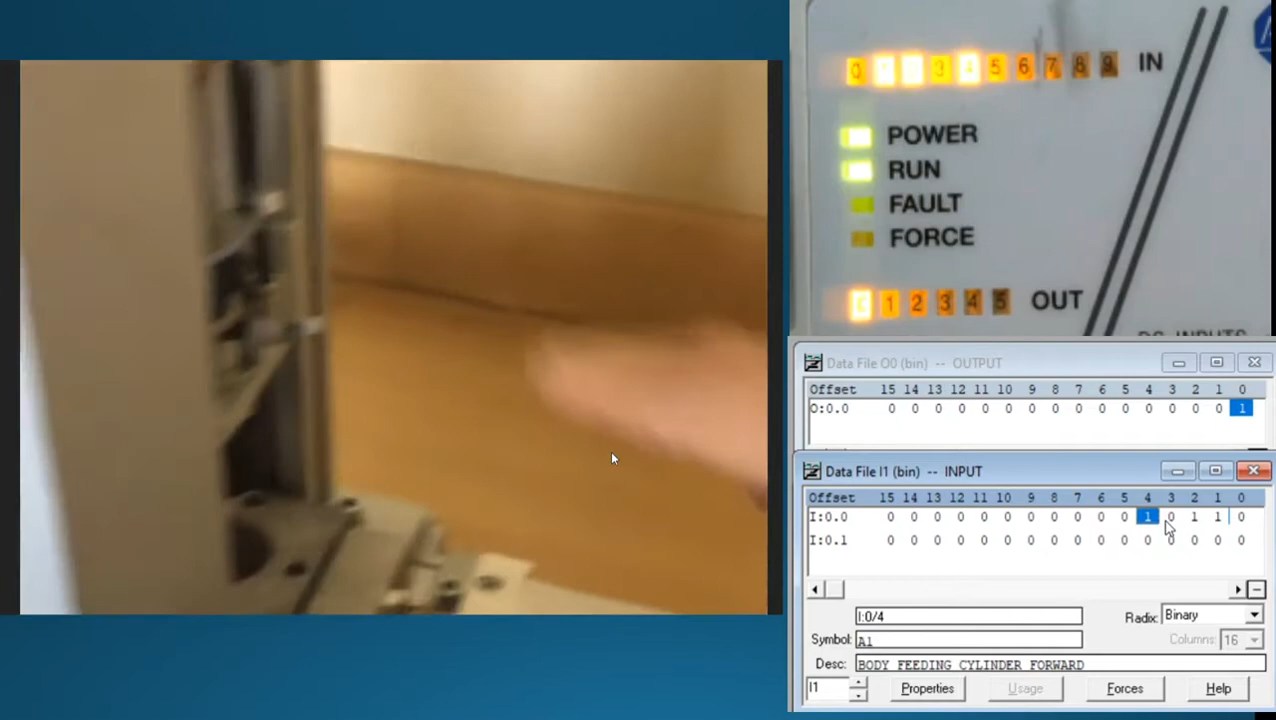 0 1 2 3 4 5 6 7 8 9 IN
POWER
RUN
FAULT
FORCE
0 1 2 3 4 5 OUT
Data File O0 (bin) -- OUTPUT
Offset 15 14 13 12 11 10 9 8 7 6 5 4 3 2 1 0
O:0.0 0 0 0 0 0 0 0 0 0 0 0 0 0 0 0 1
Data File I1 (bin) -- INPUT
Offset 15 14 13 12 11 10 9 8 7 6 5 4 3 2 1 0
I:0.0 0 0 0 0 0 0 0 0 0 0 0 1 0 1 1 0
I:0.1 0 0 0 0 0 0 0 0 0 0 0 0 0 0 0 0
I:0/4
Radix: Binary
Symbol: A1
Columns: 16
Desc: BODY FEEDING CYLINDER FORWARD
I1
Properties Usage Forces Help